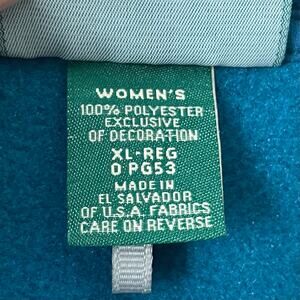 WOMEN'S
100% POLYESTER
EXCLUSIVE
OF DECORATION
XL-REG
0 PG53
MADE IN
EL SALVADOR
OF U.S.A. FABRICS
CARE ON REVERSE